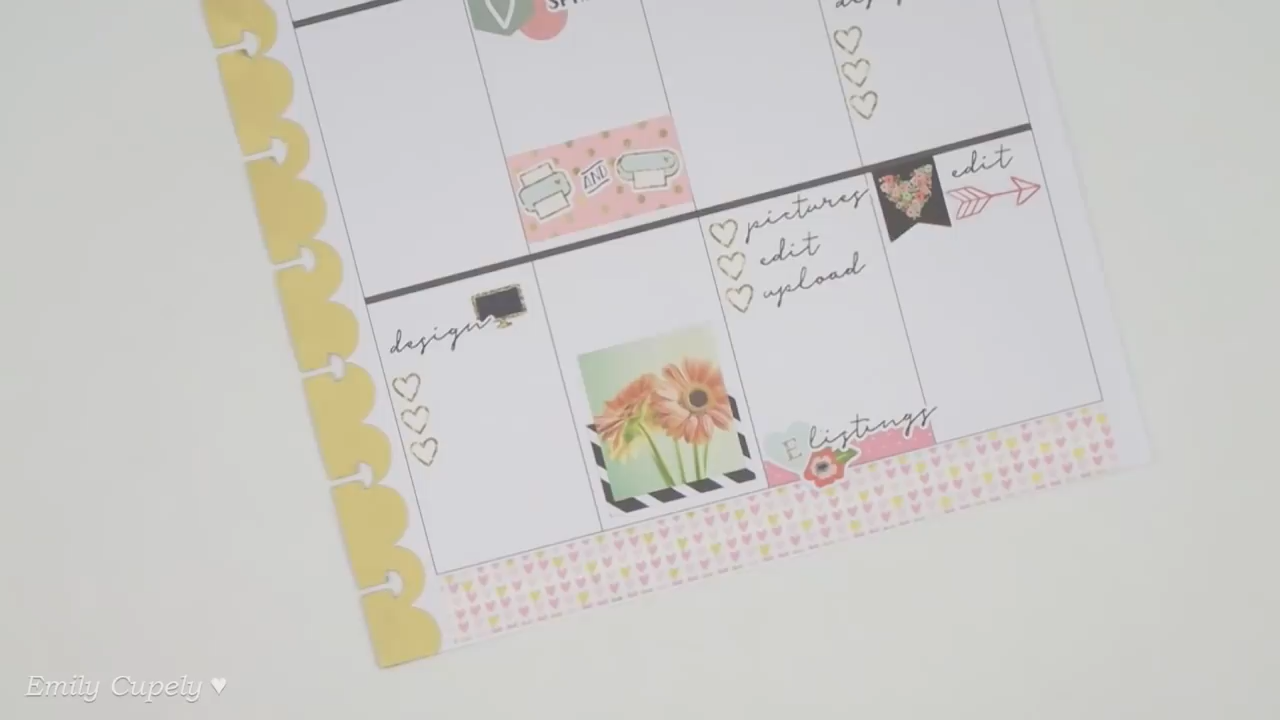 AND
edit
pictures
edit
upload
design
E listings
Emily Cupely ♥